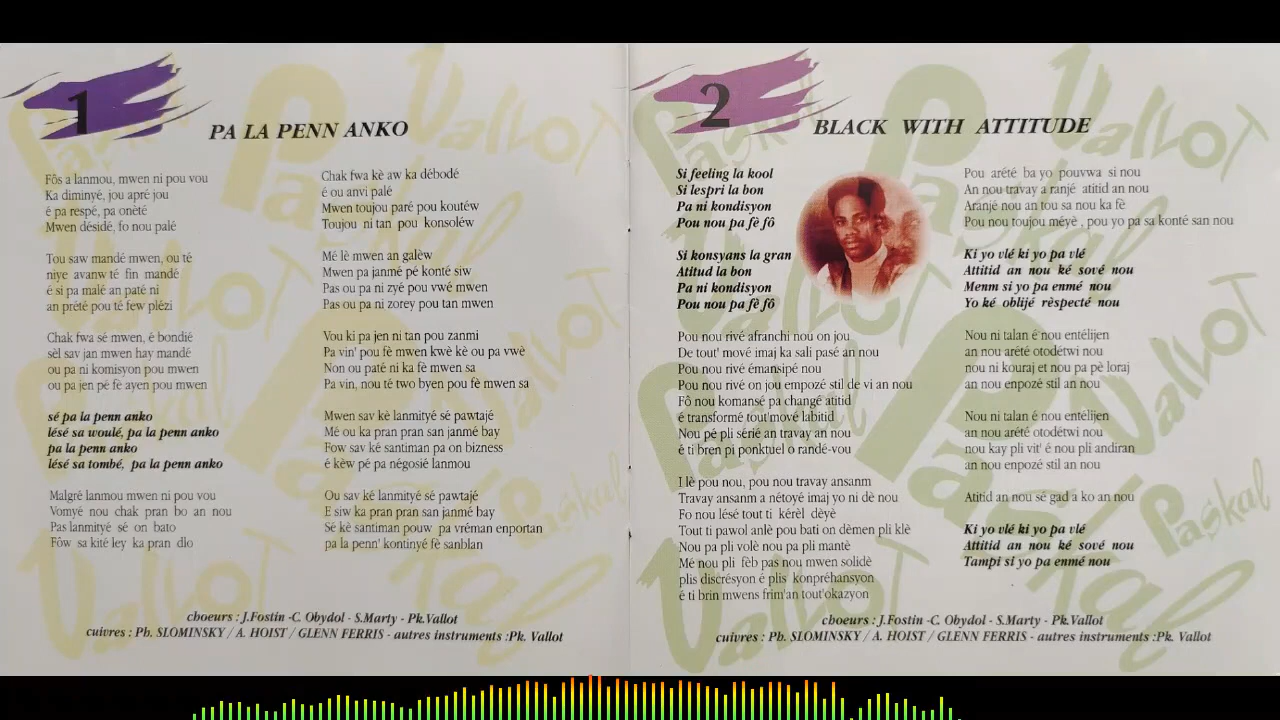 1
PA LA PENN ANKO
Fôs a lanmou, mwen ni pou vou
Ka diminyé, jou apré jou
é pa respé, pa onèté
Mwen désidé, fo nou palé
Tou saw mandé mwen, ou té
niye avanw té fin mandé
é si pa malé an paté ni
an prété pou té few plézi
Chak fwa sé mwen, é bondié
sèl sav jan mwen hay mandé
ou pa ni komisyon pou mwen
ou pa jen pé fè ayen pou mwen
sé pa la penn anko
lésé sa woulé, pa la penn anko
pa la penn anko
lésé sa tombé, pa la penn anko
Malgré lanmou mwen ni pou vou
Vomyé nou chak pran bo an nou
Pas lanmityé sé on bato
Fôw sa kité ley ka pran dlo
Chak fwa kè aw ka débodé
é ou anvi palé
Mwen toujou paré pou koutéw
Toujou ni tan pou konsoléw
Mé lè mwen an galèw
Mwen pa janmè pé konté siw
Pas ou pa ni zyé pou vwé mwen
Pas ou pa ni zorey pou tan mwen
Vou ki pa jen ni tan pou zanmi
Pa vin' pou fè mwen kwè kè ou pa vwè
Non ou paté ni ka fè mwen sa
Pa vin, nou té two byen pou fè mwen sa
Mwen sav kè lanmityé sé pawtajé
Mé ou ka pran pran san janmé bay
Fow sav ké santiman pa on bizness
é kèw pé pa négosié lanmou
Ou sav ké lanmityé sé pawtajé
E siw ka pran pran san janmé bay
Sé kè santiman pouw pa vréman enportan
pa la penn' kontinyé fè sanblan
choeurs : J.Fostin -C. Obydol - S.Marty - Pk.Vallot
cuivres : Ph. SLOMINSKY / A. HOIST / GLENN FERRIS - autres instruments :Pk. Vallot
2
BLACK WITH ATTITUDE
Si feeling la kool
Si lespri la bon
Pa ni kondisyon
Pou nou pa fè fô
Si konsyans la gran
Atitud la bon
Pa ni kondisyon
Pou nou pa fè fô
Pou nou rivé afranchi nou on jou
De tout' mové imaj ka sali pasé an nou
Pou nou rivé émansipé nou
Pou nou rivé on jou empozé stil de vi an nou
Fô nou komansé pa changé atitid
é transformé tout'mové labitid
Nou pé pli sérié an travay an nou
é ti bren pi ponktuel o randé-vou
I lè pou nou, pou nou travay ansanm
Travay ansanm a nétoyé imaj yo ni dè nou
Fo nou lésé tout ti kérèl dèyè
Tout ti pawol anlè pou bati on dèmen pli klè
Nou pa pli volè nou pa pli mantè
Mé nou pli fèb pas nou mwen solidè
plis discrésyon é plis konpréhansyon
é ti brin mwens frim'an tout'okazyon
Pou arété ba yo pouvwa si nou
An nou travay a ranjé atitid an nou
Aranjé nou an tou sa nou ka fè
Pou nou toujou méyè , pou yo pa sa konté san nou
Ki yo vlé ki yo pa vlé
Attitid an nou ké sové nou
Menm si yo pa enmé nou
Yo ké oblijé rèspecté nou
Nou ni talan é nou entélijen
an nou arété otodètwi nou
nou ni kouraj et nou pa pè loraj
an nou enpozé stil an nou
Nou ni talan é nou entélijen
an nou arété otodètwi nou
nou kay pli vit' é nou pli andiran
an nou enpozé stil an nou
Atitid an nou sé gad a ko an nou
Ki yo vlé ki yo pa vlé
Attitid an nou ké sové nou
Tampi si yo pa enmé nou
choeurs : J.Fostin -C. Obydol - S.Marty - Pk.Vallot
cuivres : Ph. SLOMINSKY / A. HOIST / GLENN FERRIS - autres instruments :Pk. Vallot
Paskal Vallot